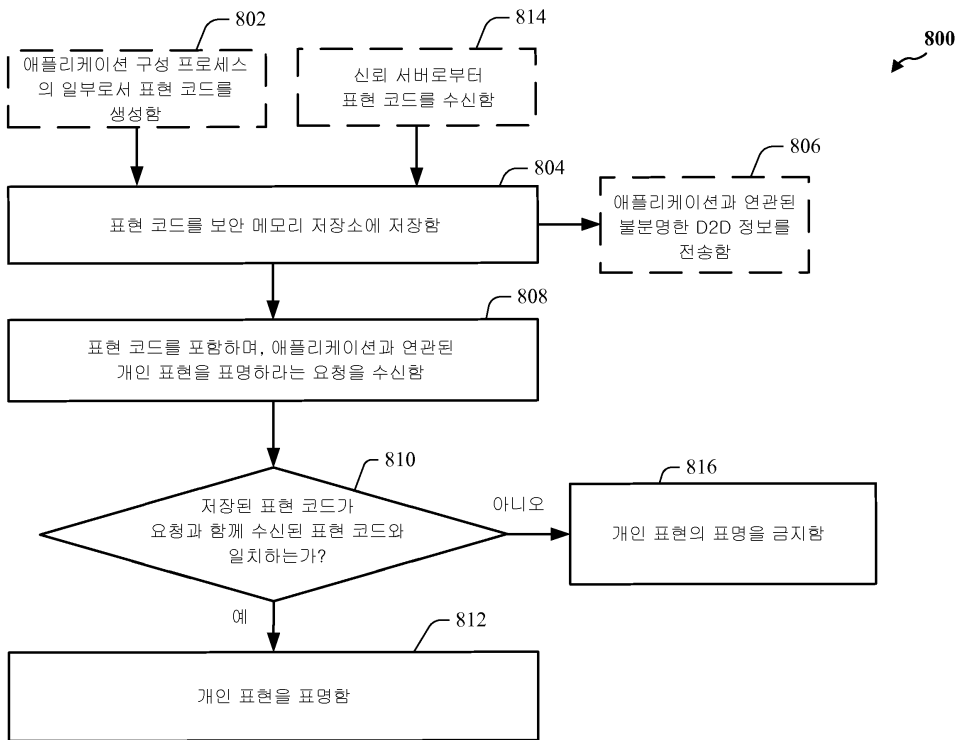 802
814
800
애플리케이션 구성 프로세스
의 일부로서 표현 코드를
생성함
신뢰 서버로부터
표현 코드를 수신함
804
806
표현 코드를 보안 메모리 저장소에 저장함
애플리케이션과 연관된
불분명한 D2D 정보를
전송함
808
표현 코드를 포함하며, 애플리케이션과 연관된
개인 표현을 표명하라는 요청을 수신함
810
816
저장된 표현 코드가
요청과 함께 수신된 표현 코드와
일치하는가?
아니오
개인 표현의 표명을 금지함
예
812
개인 표현을 표명함